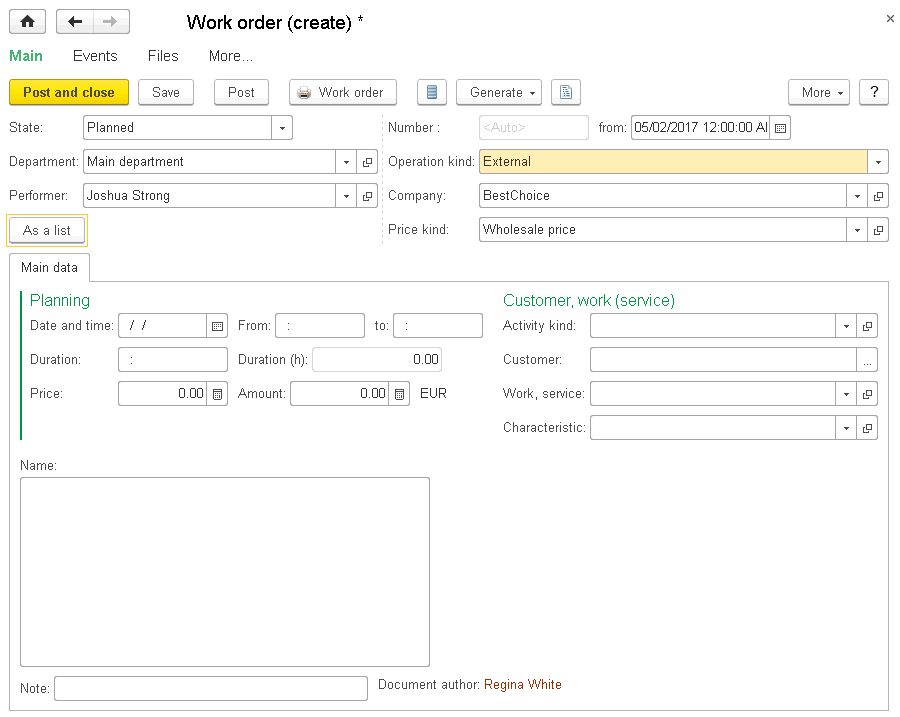 Work order (create) *
Main Events Files More...
Post and close Save Post Work order Generate More ?
State: Planned Number : <Auto> from: 05/02/2017 12:00:00 AM
Department: Main department Operation kind: External
Performer: Joshua Strong Company: BestChoice
As a list Price kind: Wholesale price
Main data
Planning Customer, work (service)
Date and time: / / From: : to: : Activity kind:
Duration: : Duration (h): 0.00 Customer: ...
Price: 0.00 Amount: 0.00 EUR Work, service:
Characteristic:
Name:
Note: Document author: Regina White